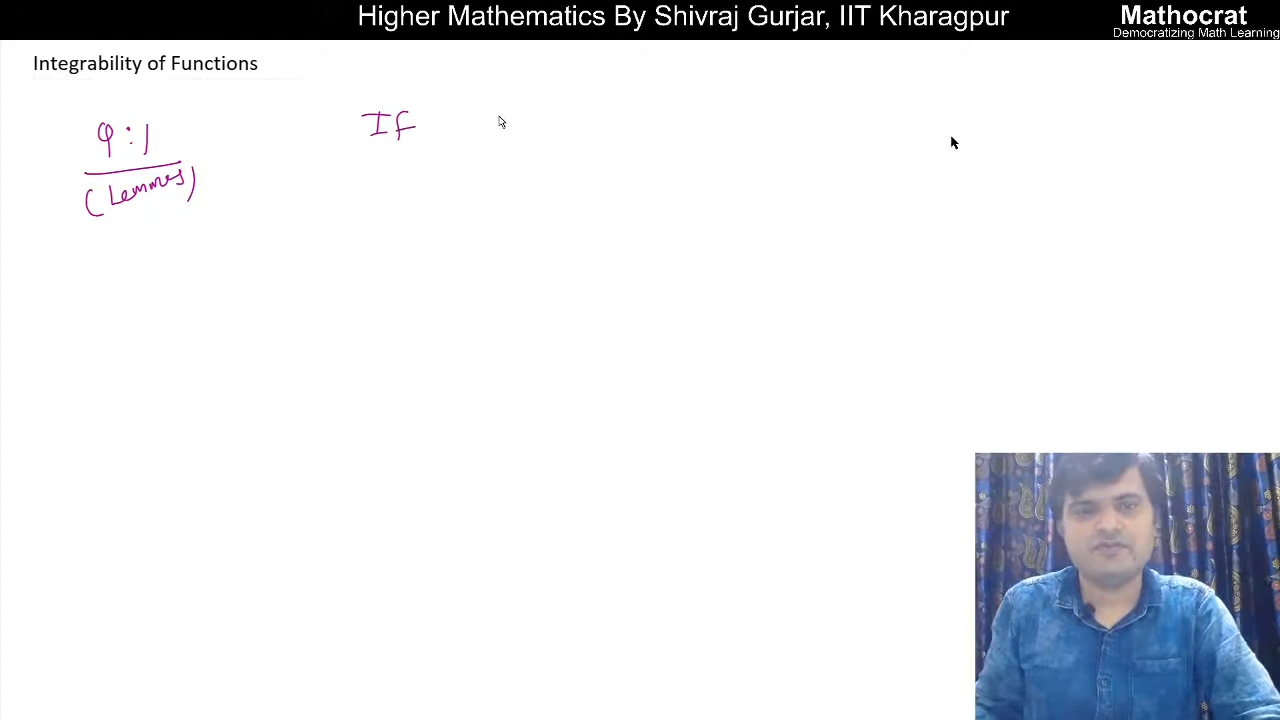 Higher Mathematics By Shivraj Gurjar, IIT Kharagpur
Mathocrat
Democratizing Math Learning
Integrability of Functions
φ : 1
If
(Lemmas)